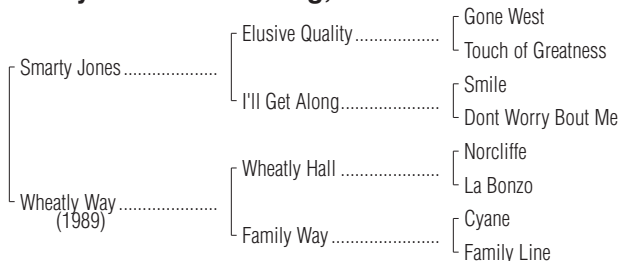 Gone West
Elusive Quality..................
Touch of Greatness
Smarty Jones....................
Smile
I'll Get Along.....................
Dont Worry Bout Me
Norcliffe
Wheatly Hall .....................
La Bonzo
Wheatly Way.....................
(1989)
Cyane
Family Way.......................
Family Line